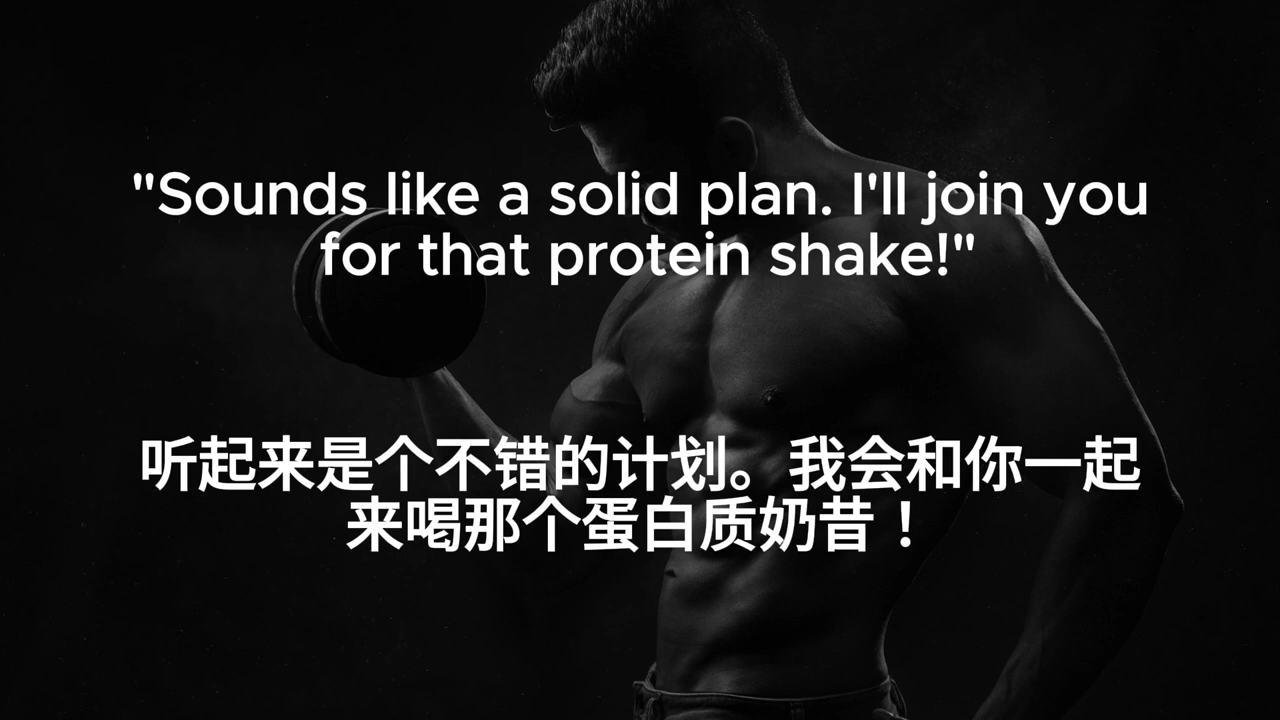 "Sounds like a solid plan. I'll join you
for that protein shake!"
听起来是个不错的计划。我会和你一起
来喝那个蛋白质奶昔！